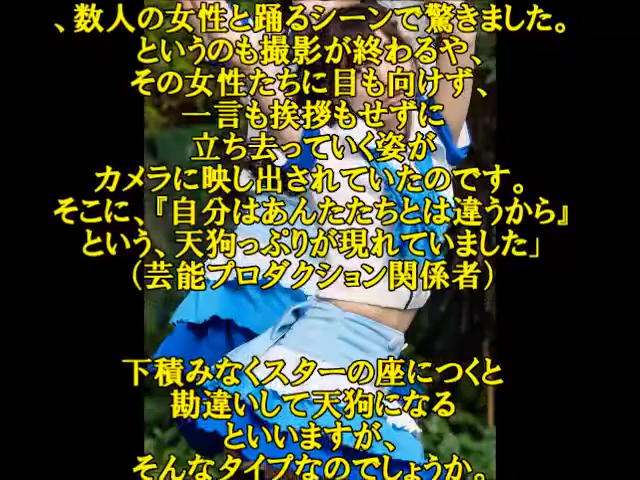 、数人の女性と踊るシーンで驚きました。
というのも撮影が終わるや、
その女性たちに目も向けず、
一言も挨拶もせずに
立ち去っていく姿が
カメラに映し出されていたのです。
そこに、『自分はあんたたちとは違うから』
という、天狗っぷりが現れていました」
（芸能プロダクション関係者）
下積みなくスターの座につくと
勘違いして天狗になる
といいますが、
そんなタイプなのでしょうか。